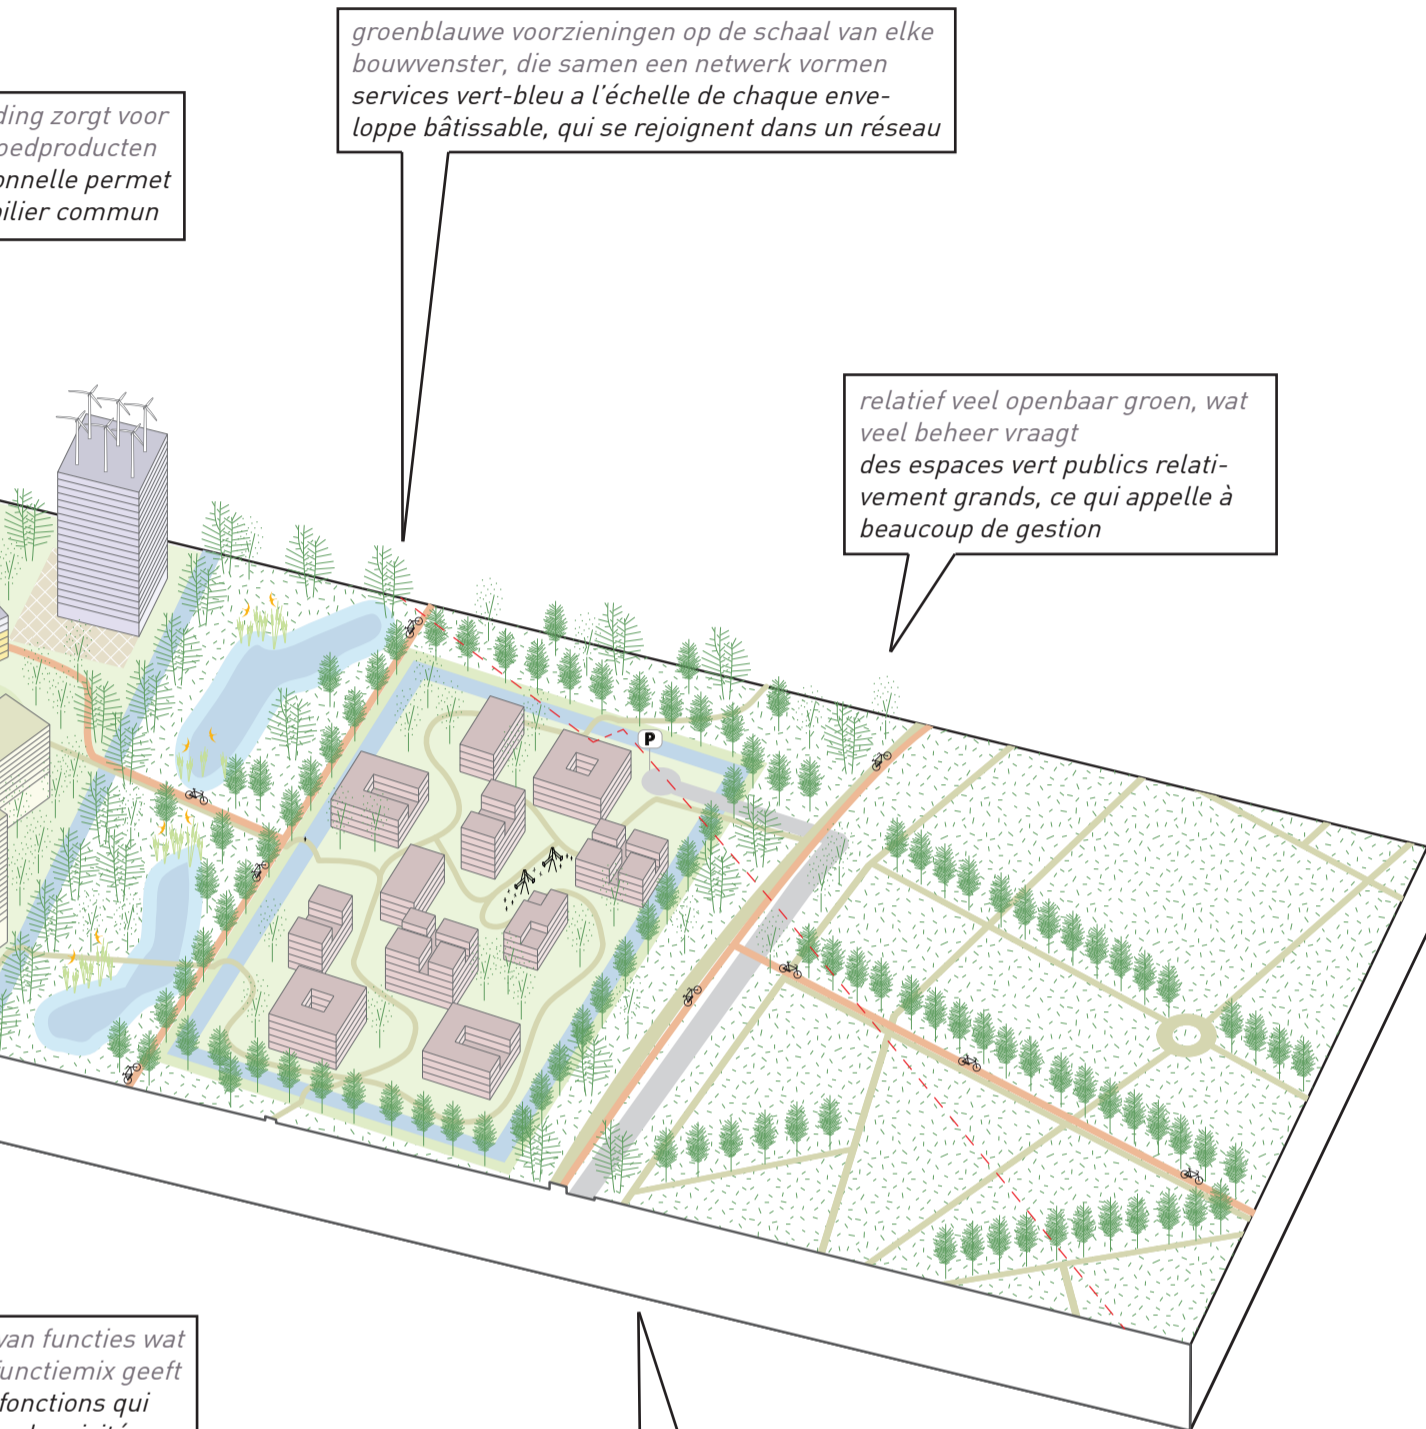 groenblauwe voorzieningen op de schaal van elke
bouwvenster, die samen een netwerk vormen
services vert-bleu a l’échelle de chaque enve-
loppe bâtissable, qui se rejoignent dans un réseau
ding zorgt voor
oedproducten
onnelle permet
bilier commun
relatief veel openbaar groen, wat
veel beheer vraagt
des espaces vert publics relati-
vement grands, ce qui appelle à
beaucoup de gestion
P
van functies wat
functiemix geeft
fonctions qui